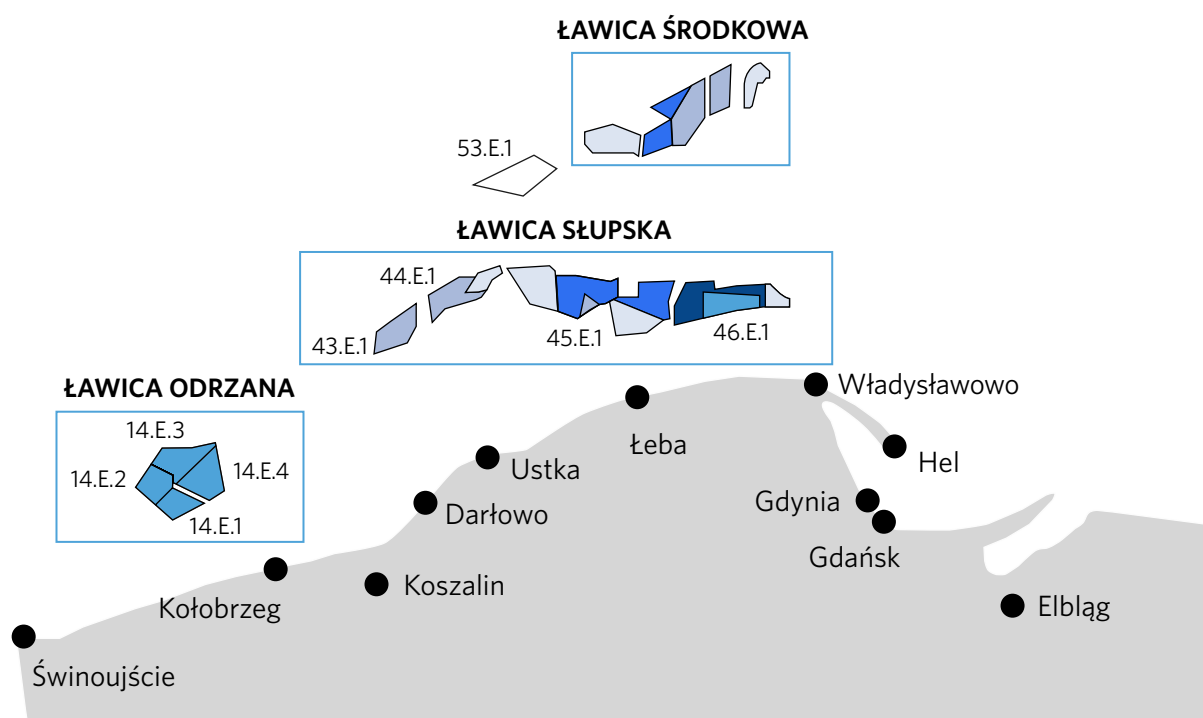 ŁAWICA ŚRODKOWA
53.E.1
ŁAWICA SŁUPSKA
44.E.1
43.E.1
45.E.1
46.E.1
ŁAWICA ODRZANA
14.E.3
14.E.2
14.E.4
14.E.1
Władysławowo
Łeba
Hel
Ustka
Gdynia
Darłowo
Gdańsk
Koszalin
Kołobrzeg
Elbląg
Świnoujście